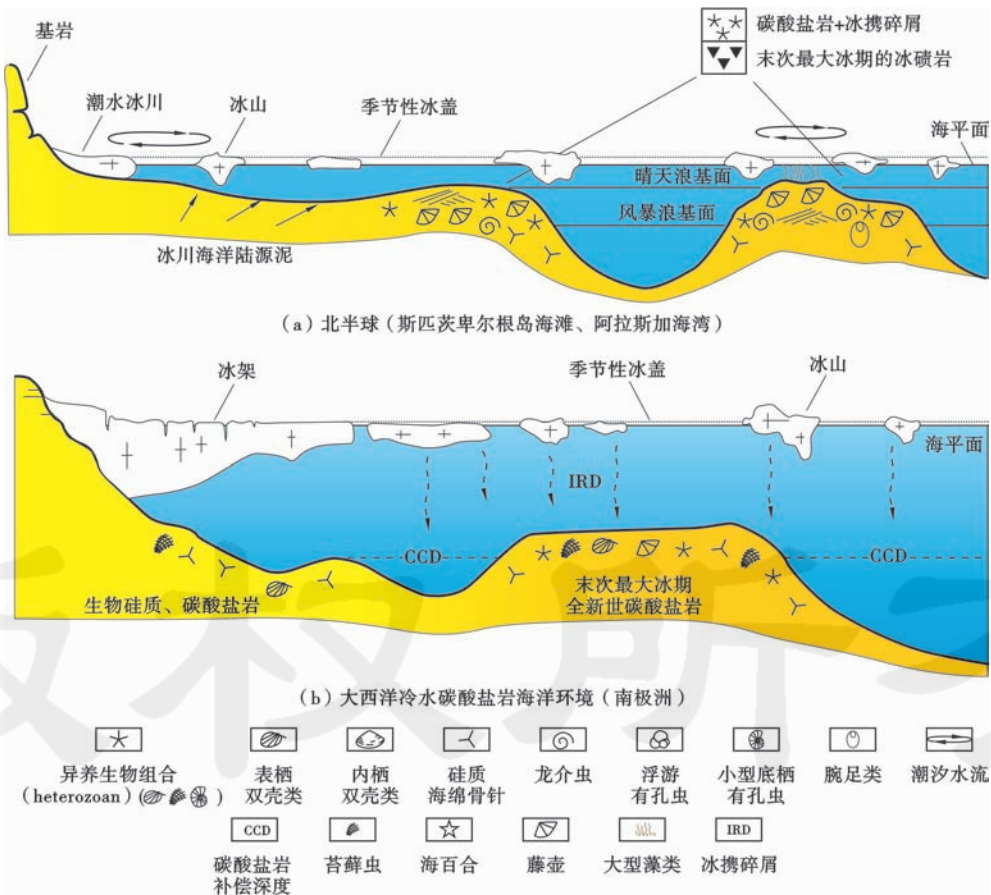 碳酸盐岩+冰携碎屑
末次最大冰期的冰碛岩
基岩
潮水冰川
冰山
季节性冰盖
海平面
晴天浪基面
风暴浪基面
冰川海洋陆源泥
（a）北半球（斯匹茨卑尔根岛海滩、阿拉斯加海湾）
冰架
季节性冰盖
冰山
海平面
IRD
CCD
CCD
生物硅质、碳酸盐岩
末次最大冰期
全新世碳酸盐岩
（b）大西洋冷水碳酸盐岩海洋环境（南极洲）
异养生物组合
（heterozoan）(
)
表栖
双壳类
内栖
双壳类
硅质
海绵骨针
龙介虫
浮游
有孔虫
小型底栖
有孔虫
腕足类
潮汐水流
CCD
IRD
碳酸盐岩
补偿深度
苔藓虫
海百合
藤壶
大型藻类
冰携碎屑
版权所